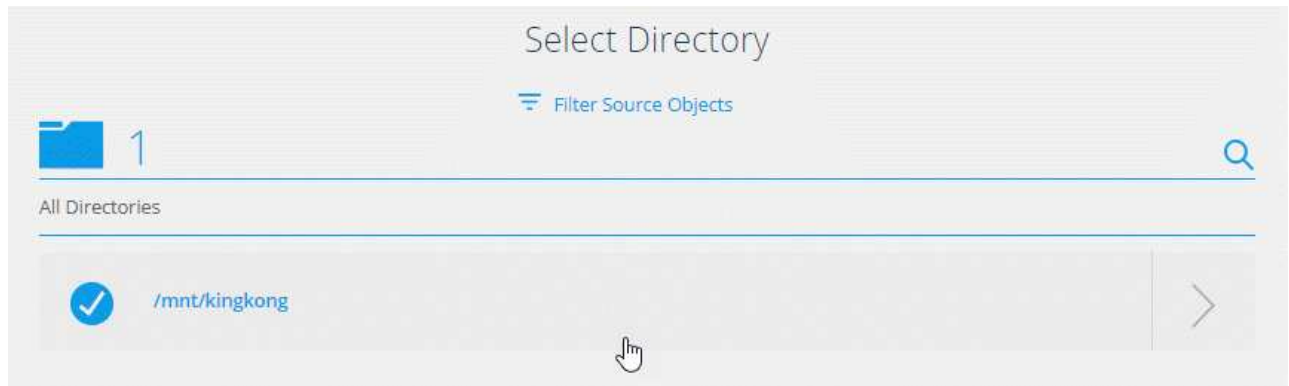 Select Directory
Filter Source Objects
1
All Directories
/mnt/kingkong